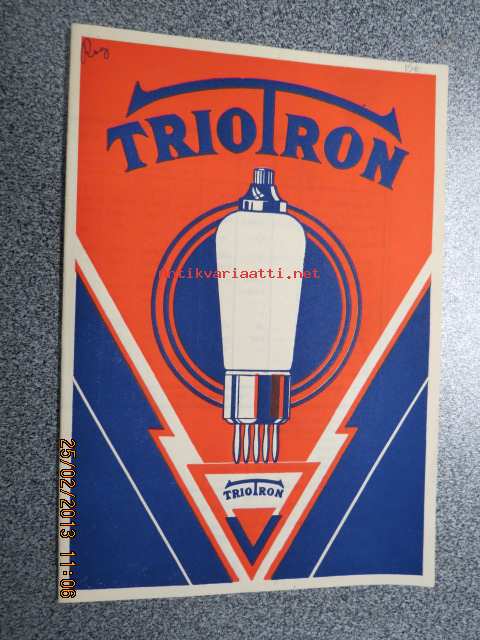 TRIOTRON
antikvariaatti.net
TRIOTRON
25/02/2013 11:06